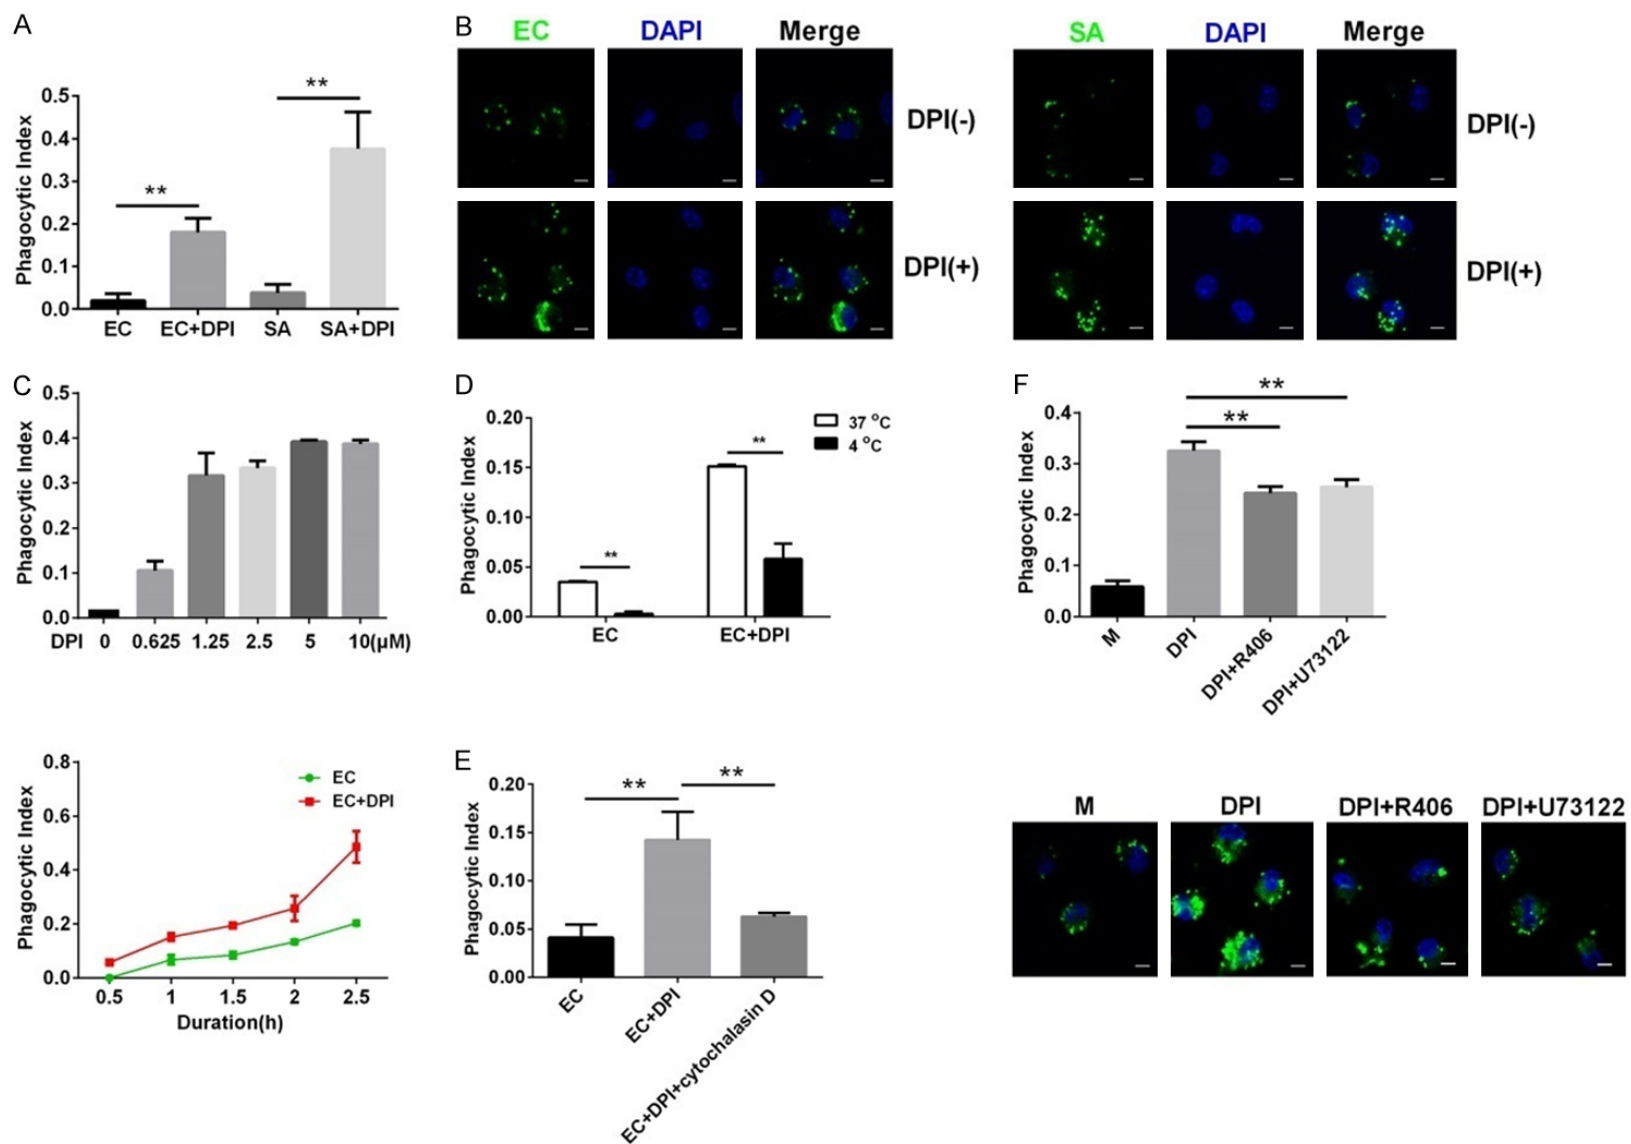 A
Phagocytic Index
0.5
0.4
0.3
0.2
0.1
0.0
**
**
EC EC+DPI SA SA+DPI
B
EC DAPI Merge
DPI(-)
DPI(+)
SA DAPI Merge
DPI(-)
DPI(+)
C
Phagocytic Index
0.5
0.4
0.3
0.2
0.1
0.0
DPI 0 0.625 1.25 2.5 5 10(μM)
Phagocytic Index
0.8
0.6
0.4
0.2
0.0
EC
EC+DPI
0.5 1 1.5 2 2.5
Duration(h)
D
Phagocytic Index
0.20
0.15
0.10
0.05
0.00
37 °C
4 °C
**
**
EC EC+DPI
E
Phagocytic Index
0.20
0.15
0.10
0.05
0.00
**
**
EC
EC+DPI
EC+DPI+cytochalasin D
F
Phagocytic Index
0.4
0.3
0.2
0.1
0.0
**
**
M
DPI
DPI+R406
DPI+U73122
M DPI DPI+R406 DPI+U73122